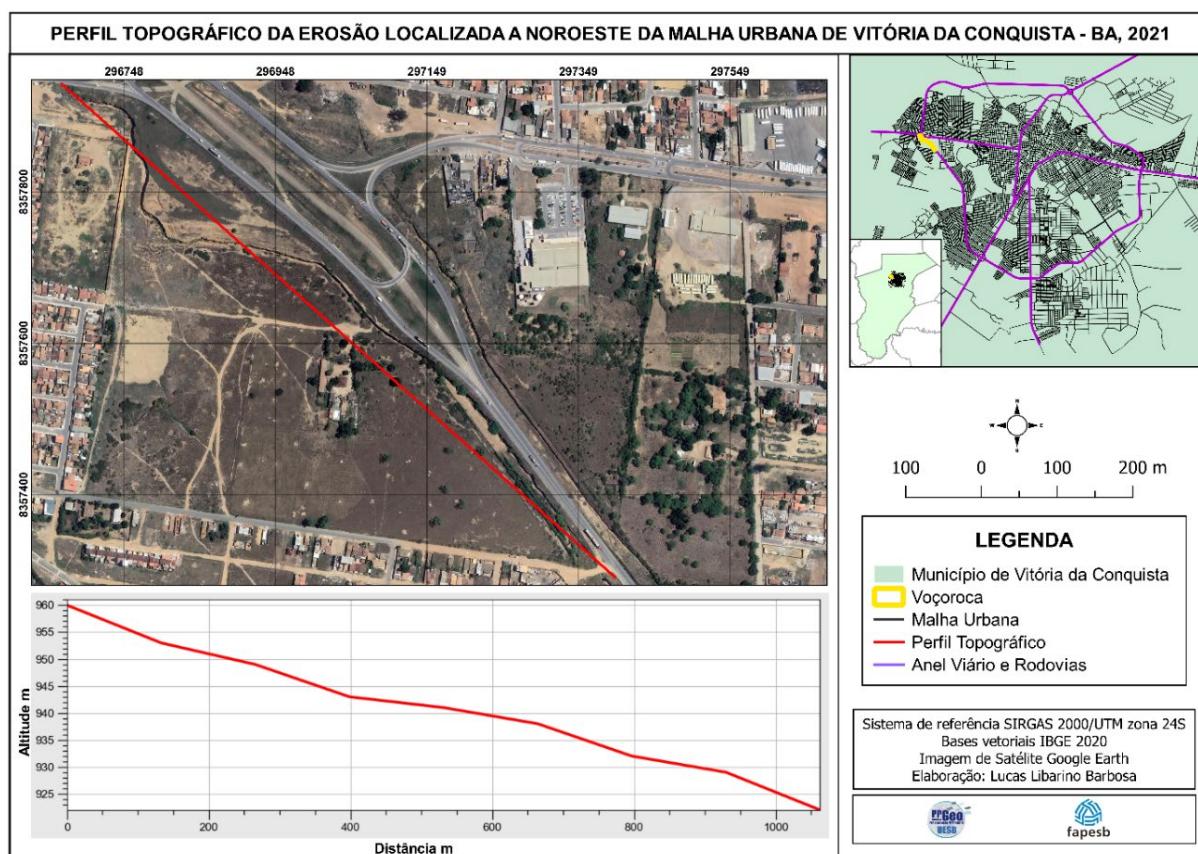 PERFIL TOPOGRÁFICO DA EROSÃO LOCALIZADA A NOROESTE DA MALHA URBANA DE VITÓRIA DA CONQUISTA - BA, 2021
296748 296948 297149 297349 297549
8357800
8357600
8357400
N
W E
S
100 0 100 200 m
LEGENDA
Município de Vitória da Conquista
Voçoroca
Malha Urbana
Perfil Topográfico
Anel Viário e Rodovias
960
955
950
945
940
935
930
925
Altitude m
0 200 400 600 800 1000
Distância m
Sistema de referência SIRGAS 2000/UTM zona 24S
Bases vetoriais IBGE 2020
Imagem de Satélite Google Earth
Elaboração: Lucas Libarino Barbosa
PPGeo
UESB
fapesb